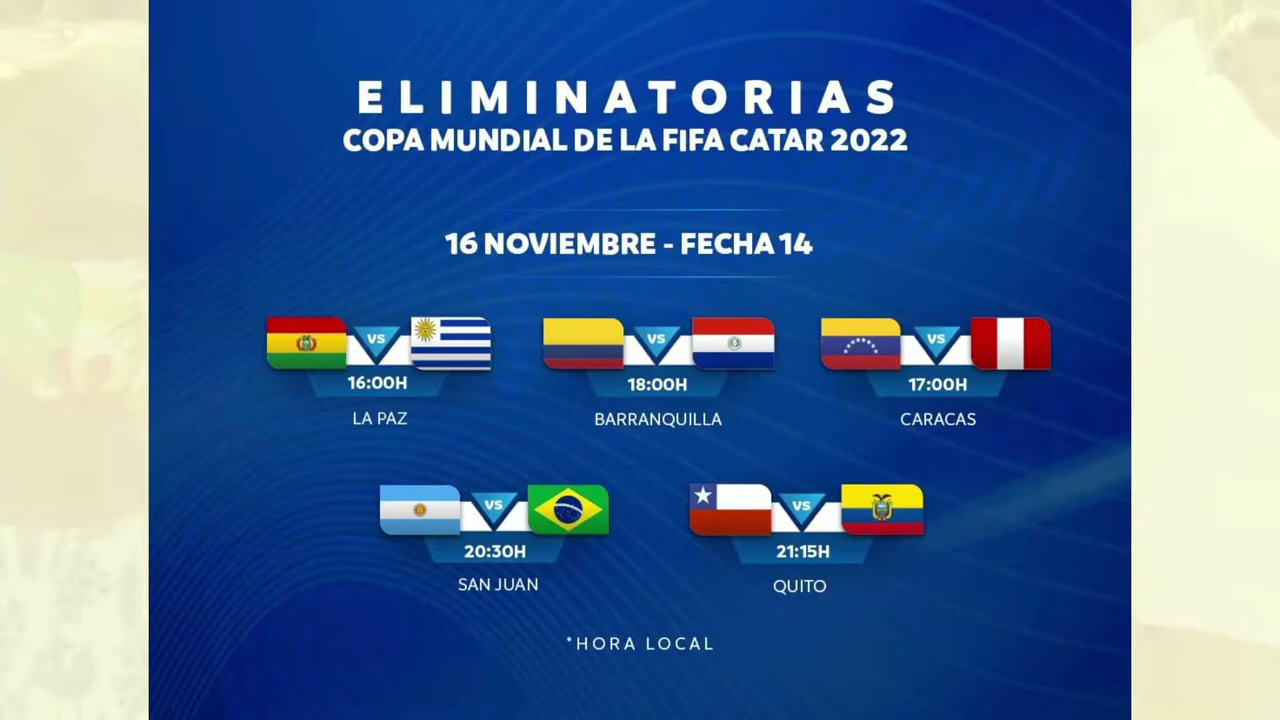 ELIMINATORIAS
COPA MUNDIAL DE LA FIFA CATAR 2022
16 NOVIEMBRE - FECHA 14
VS VS VS
16:00H 18:00H 17:00H
LA PAZ BARRANQUILLA CARACAS
VS VS
20:30H 21:15H
SAN JUAN QUITO
*HORA LOCAL